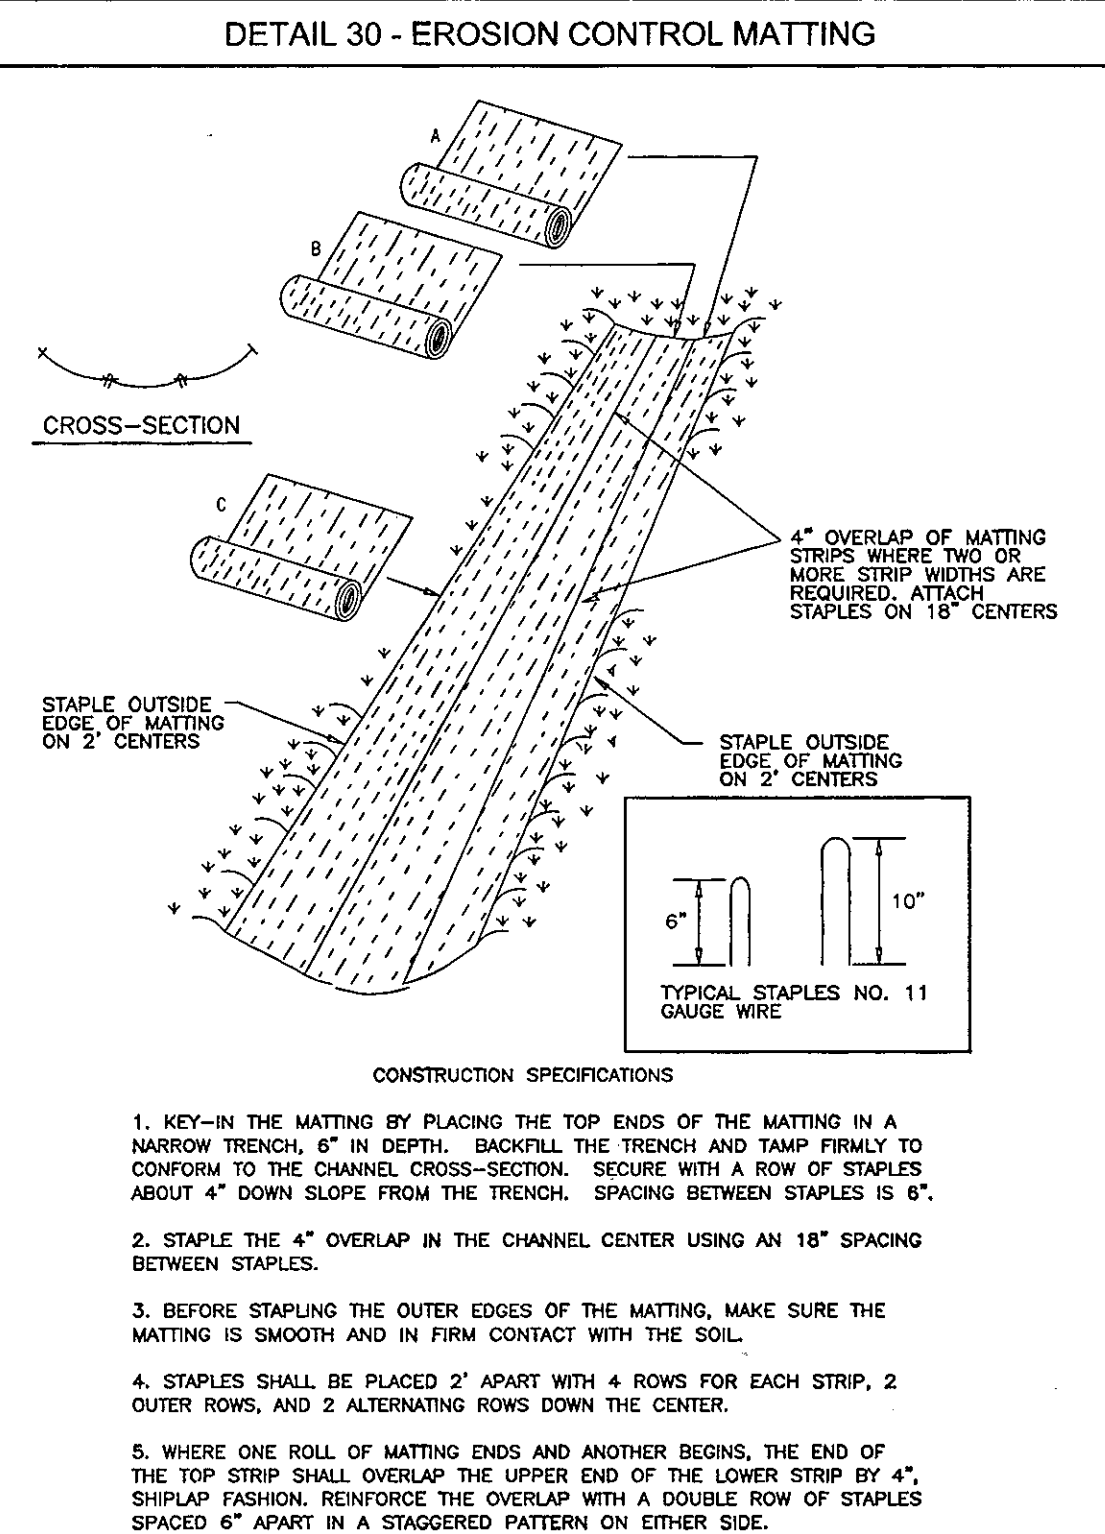 DETAIL 30 - EROSION CONTROL MATTING
A
B
CROSS-SECTION
C
4" OVERLAP OF MATTING
STRIPS WHERE TWO OR
MORE STRIP WIDTHS ARE
REQUIRED. ATTACH
STAPLES ON 18" CENTERS
STAPLE OUTSIDE
EDGE OF MATTING
ON 2' CENTERS
STAPLE OUTSIDE
EDGE OF MATTING
ON 2' CENTERS
6"
10"
TYPICAL STAPLES NO. 11
GAUGE WIRE
CONSTRUCTION SPECIFICATIONS
1. KEY-IN THE MATTING BY PLACING THE TOP ENDS OF THE MATTING IN A
NARROW TRENCH, 6" IN DEPTH. BACKFILL THE TRENCH AND TAMP FIRMLY TO
CONFORM TO THE CHANNEL CROSS-SECTION. SECURE WITH A ROW OF STAPLES
ABOUT 4" DOWN SLOPE FROM THE TRENCH. SPACING BETWEEN STAPLES IS 6".
2. STAPLE THE 4" OVERLAP IN THE CHANNEL CENTER USING AN 18" SPACING
BETWEEN STAPLES.
3. BEFORE STAPLING THE OUTER EDGES OF THE MATTING, MAKE SURE THE
MATTING IS SMOOTH AND IN FIRM CONTACT WITH THE SOIL.
4. STAPLES SHALL BE PLACED 2' APART WITH 4 ROWS FOR EACH STRIP, 2
OUTER ROWS, AND 2 ALTERNATING ROWS DOWN THE CENTER.
5. WHERE ONE ROLL OF MATTING ENDS AND ANOTHER BEGINS, THE END OF
THE TOP STRIP SHALL OVERLAP THE UPPER END OF THE LOWER STRIP BY 4",
SHIPLAP FASHION. REINFORCE THE OVERLAP WITH A DOUBLE ROW OF STAPLES
SPACED 6" APART IN A STAGGERED PATTERN ON EITHER SIDE.